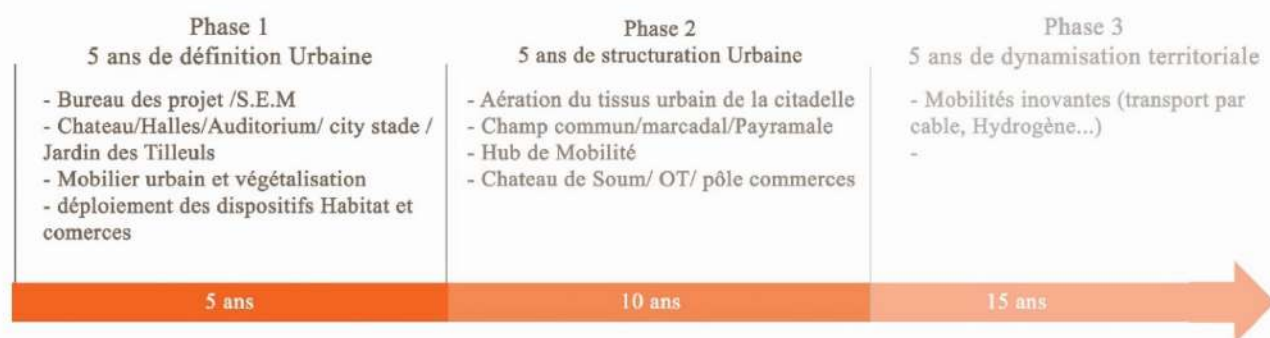 Phase 1
5 ans de définition Urbaine
- Bureau des projet /S.E.M
- Chateau/Halles/Auditorium/ city stade /
Jardin des Tilleuls
- Mobilier urbain et végétalisation
- déploiement des dispositifs Habitat et
comerces
Phase 2
5 ans de structuration Urbaine
- Aération du tissus urbain de la citadelle
- Champ commun/marcadal/Payramale
- Hub de Mobilité
- Chateau de Soum/ OT/ pôle commerces
Phase 3
5 ans de dynamisation territoriale
- Mobilités inovantes (transport par
cable, Hydrogène...)
-
5 ans
10 ans
15 ans